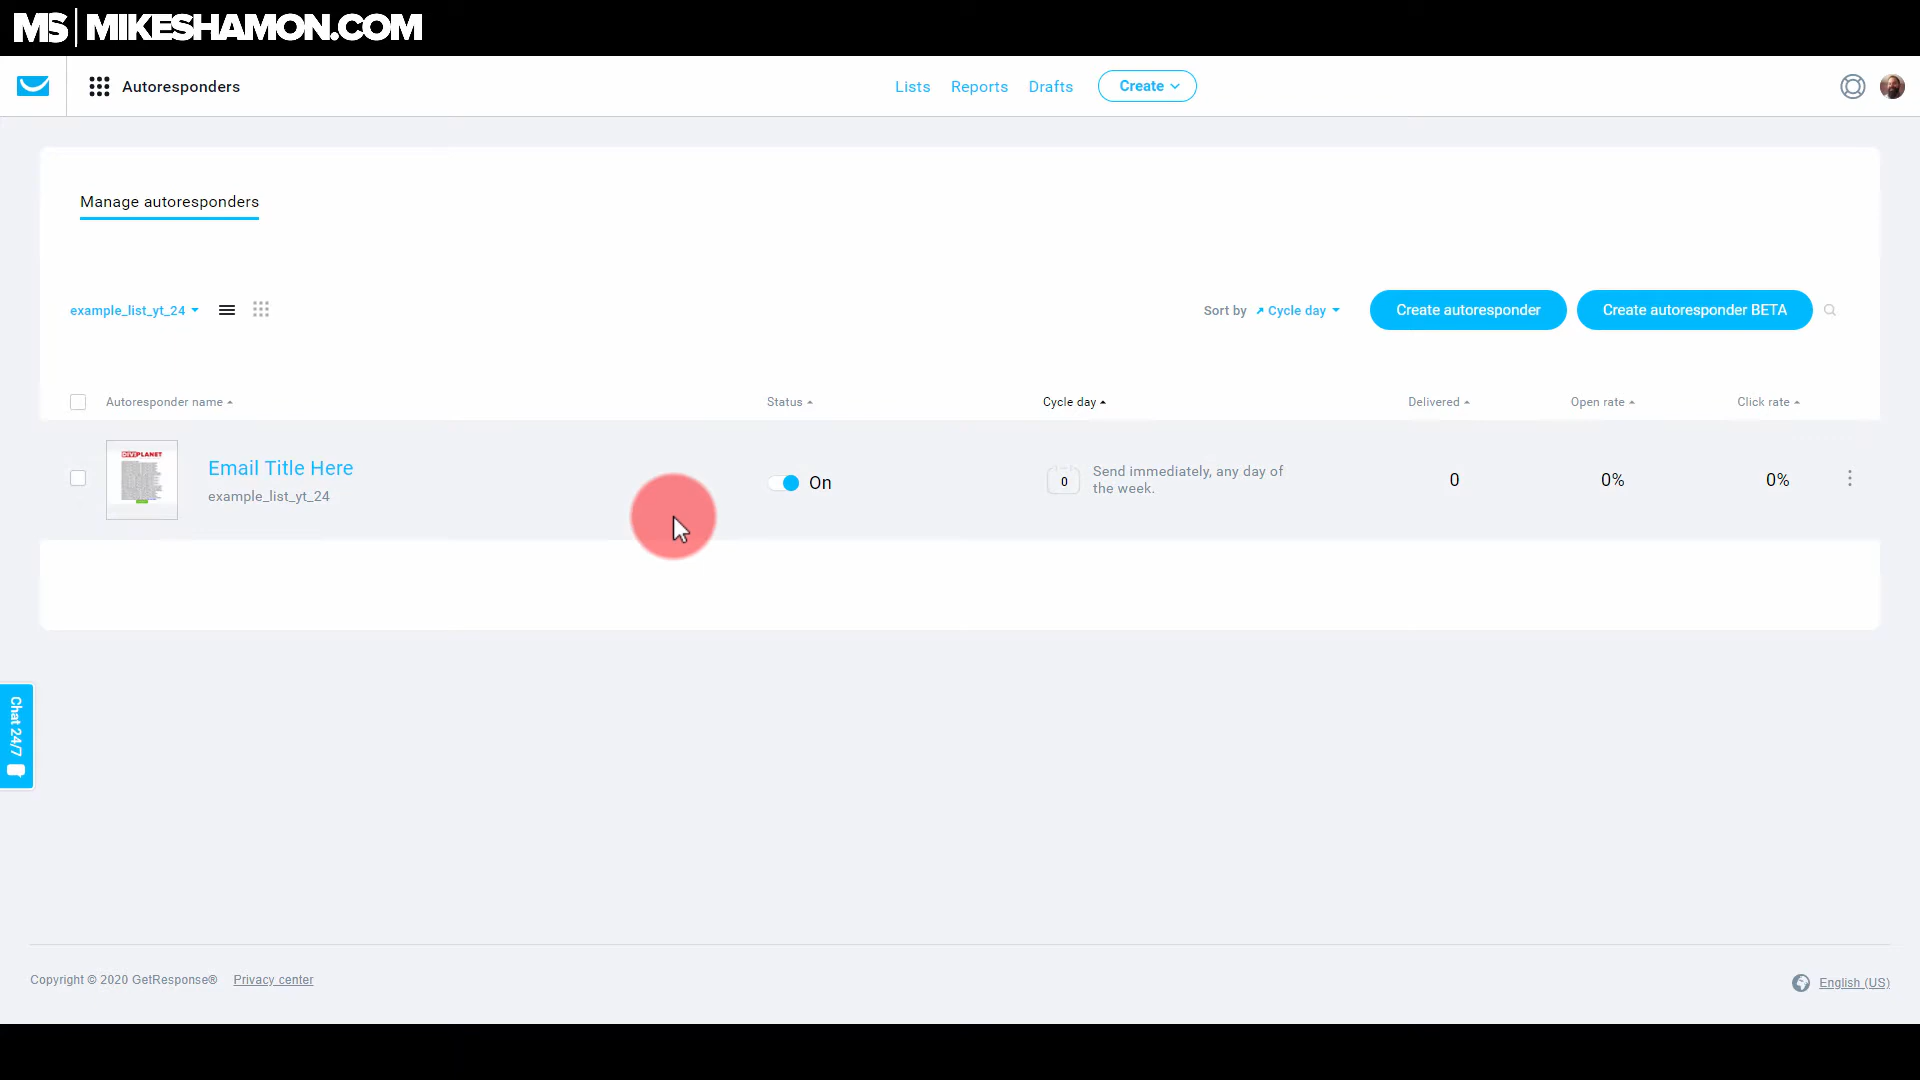 MS | MIKESHAMON.COM
Autoresponders
Lists
Reports
Drafts
Create
Manage autoresponders
example_list_yt_24
Sort by
Cycle day
Create autoresponder
Create autoresponder BETA
Autoresponder name
Status
Cycle day
Delivered
Open rate
Click rate
DIVEPLANET
Email Title Here
example_list_yt_24
On
0
Send immediately, any day of
the week.
0
0%
0%
Chat 24/7
Copyright © 2020 GetResponse®
Privacy center
English (US)